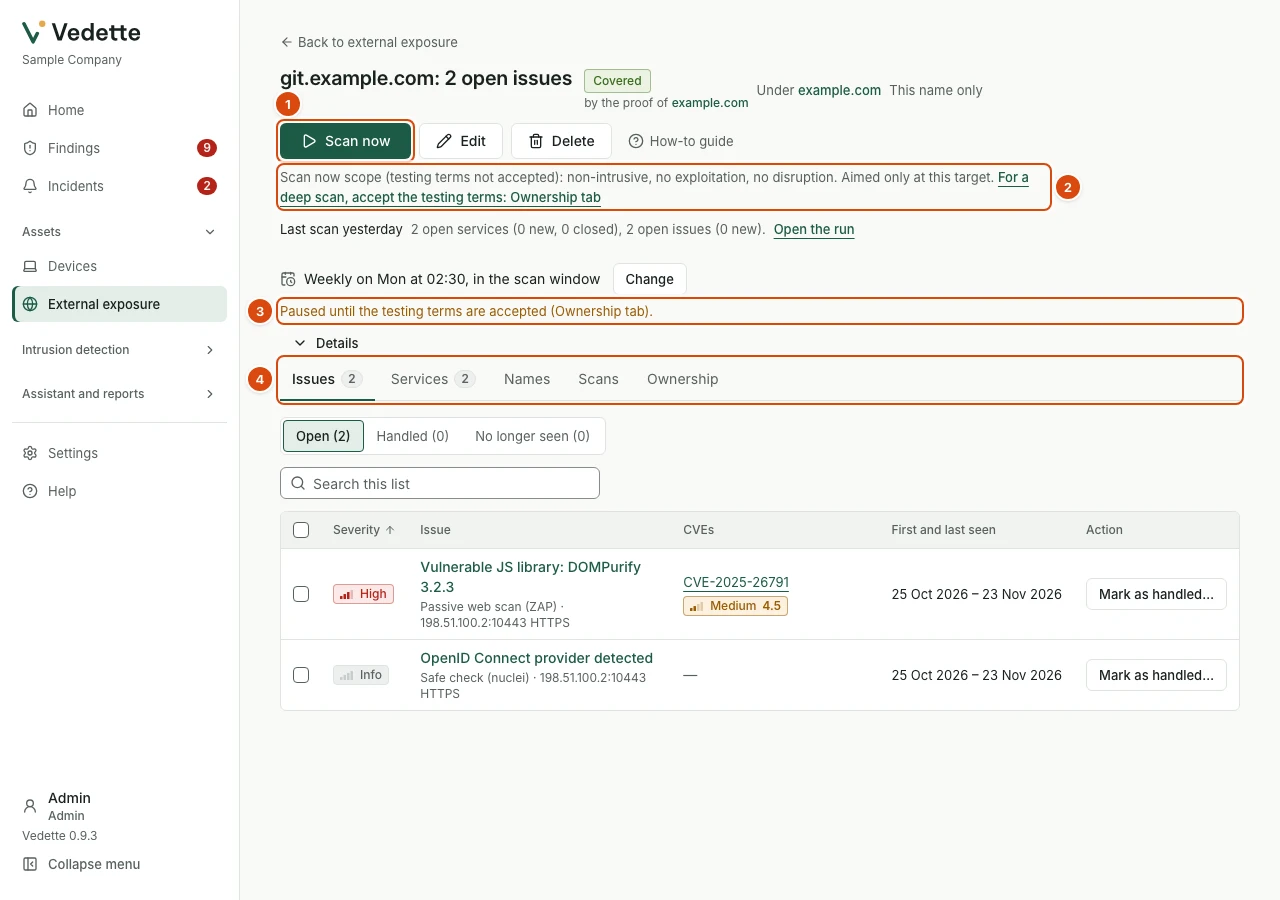 Vedette
Sample Company
Home
Findings 9
Incidents 2
Assets
Devices
External exposure
Intrusion detection
Assistant and reports
Settings
Help
Admin
Admin
Vedette 0.9.3
Collapse menu
Back to external exposure
git.example.com: 2 open issues
Covered
by the proof of example.com
Under example.com This name only
1
Scan now
Edit
Delete
How-to guide
Scan now scope (testing terms not accepted): non-intrusive, no exploitation, no disruption. Aimed only at this target. For a
deep scan, accept the testing terms: Ownership tab
2
Last scan yesterday 2 open services (0 new, 0 closed), 2 open issues (0 new). Open the run
Weekly on Mon at 02:30, in the scan window
Change
3
Paused until the testing terms are accepted (Ownership tab).
Details
4
Issues 2 Services 2 Names Scans Ownership
Open (2) Handled (0) No longer seen (0)
Search this list
Severity Issue CVEs First and last seen Action
High
Vulnerable JS library: DOMPurify
3.2.3
Passive web scan (ZAP) ·
198.51.100.2:10443 HTTPS
CVE-2025-26791
Medium 4.5
25 Oct 2026 – 23 Nov 2026
Mark as handled...
Info
OpenID Connect provider detected
Safe check (nuclei) · 198.51.100.2:10443
HTTPS
—
25 Oct 2026 – 23 Nov 2026
Mark as handled...